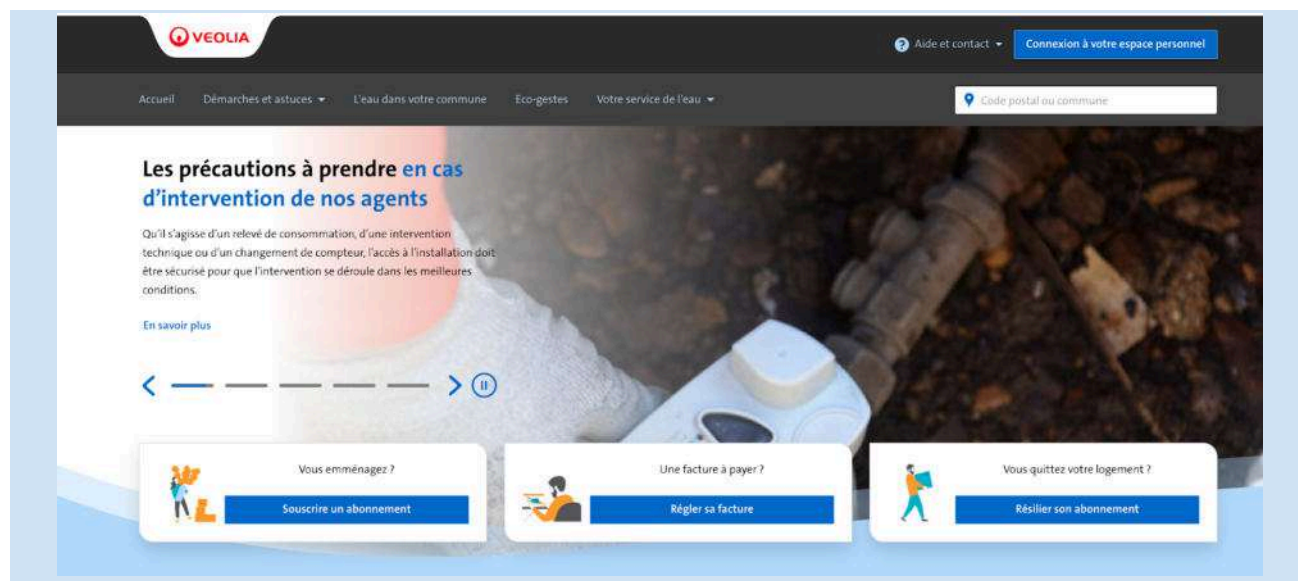 VEOLIA
? Aide et contact
Connexion à votre espace personnel
Accueil Démarches et astuces L'eau dans votre commune Eco-gestes Votre service de l'eau
Code postal ou commune
Les précautions à prendre en cas
d'intervention de nos agents
Qu'il s'agisse d'un relevé de consommation, d'une intervention
technique ou d'un changement de compteur, l'accès à l'installation doit
être sécurisé pour que l'intervention se déroule dans les meilleures
conditions.
En savoir plus
Vous emménagez ?
Souscrire un abonnement
Une facture à payer ?
Régler sa facture
Vous quittez votre logement ?
Résilier son abonnement